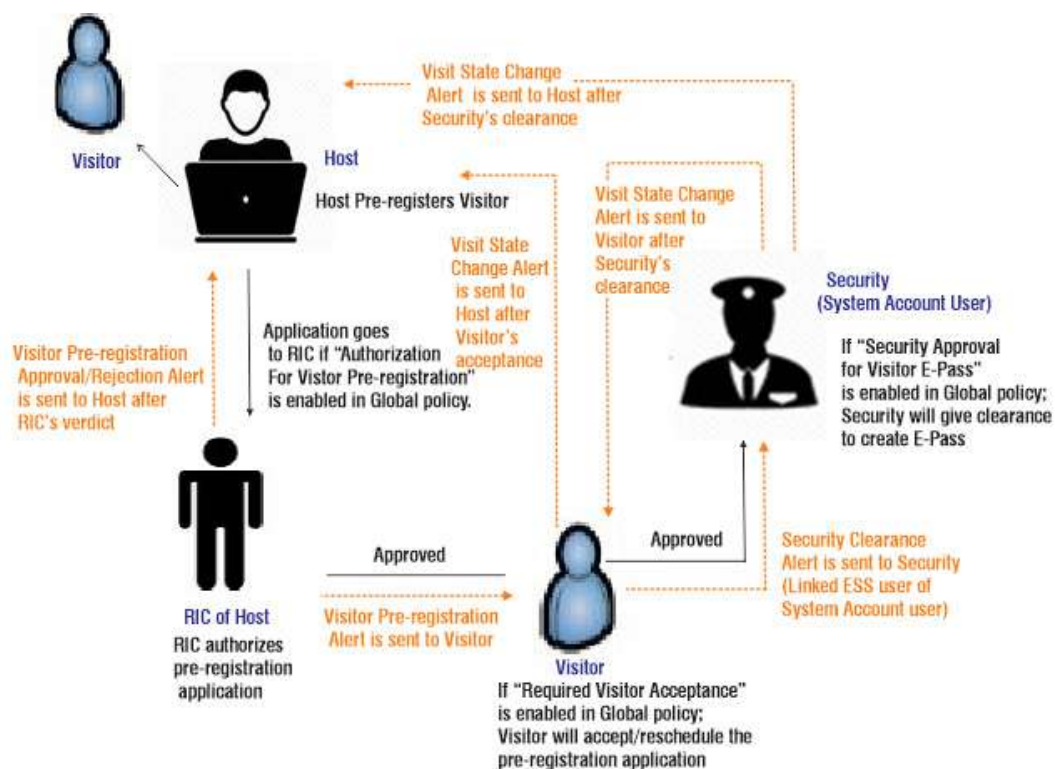 Visit State Change
Alert is sent to Host after
Security's clearance
Visitor
Host
Host Pre-registers Visitor
Visit State
Change Alert
is sent to
Host after
Visitor's
acceptance
Visit State Change
Alert is sent to
Visitor after
Security's
clearance
Security
(System Account User)
If "Security Approval
for Visitor E-Pass"
is enabled in Global policy;
Security will give clearance
to create E-Pass
Visitor Pre-registration
Approval/Rejection Alert
is sent to Host after
RIC's verdict
Application goes
to RIC if "Authorization
For Vistor Pre-registration"
is enabled in Global policy.
Approved
Visitor Pre-registration
Alert is sent to Visitor
RIC of Host
RIC authorizes
pre-registration
application
Approved
Security Clearance
Alert is sent to Security
(Linked ESS user of
System Account user)
Visitor
If "Required Visitor Acceptance"
is enabled in Global policy;
Visitor will accept/reschedule the
pre-registration application